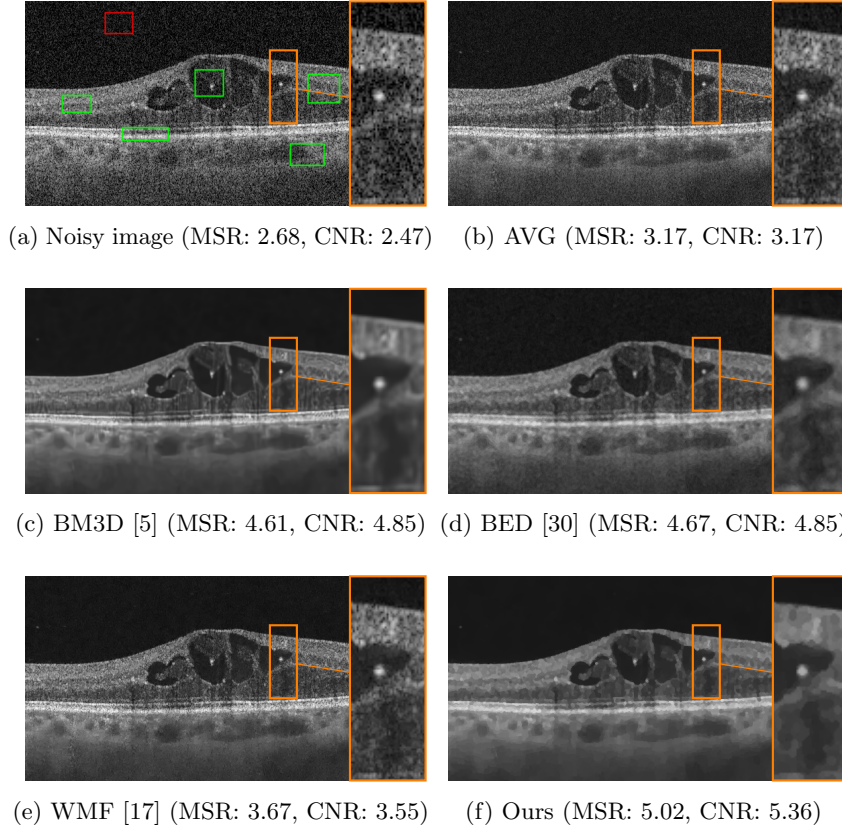 (a) Noisy image (MSR: 2.68, CNR: 2.47)
(b) AVG (MSR: 3.17, CNR: 3.17)
(c) BM3D [5] (MSR: 4.61, CNR: 4.85)
(d) BED [30] (MSR: 4.67, CNR: 4.85)
(e) WMF [17] (MSR: 3.67, CNR: 3.55)
(f) Ours (MSR: 5.02, CNR: 5.36)